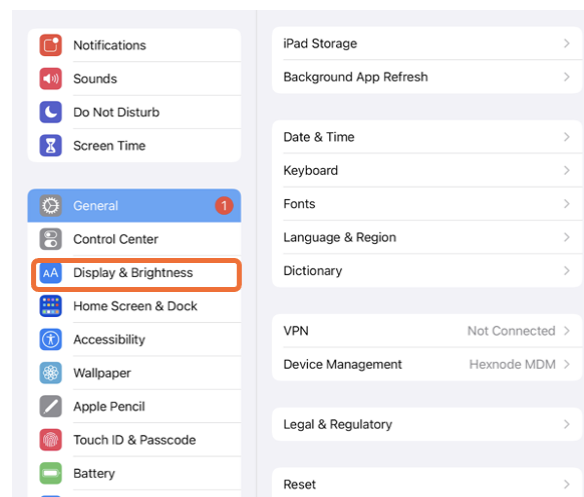 Notifications
Sounds
Do Not Disturb
Screen Time
General 1
Control Center
AA Display & Brightness
Home Screen & Dock
Accessibility
Wallpaper
Apple Pencil
Touch ID & Passcode
Battery
iPad Storage
Background App Refresh
Date & Time
Keyboard
Fonts
Language & Region
Dictionary
VPN Not Connected
Device Management Hexnode MDM
Legal & Regulatory
Reset